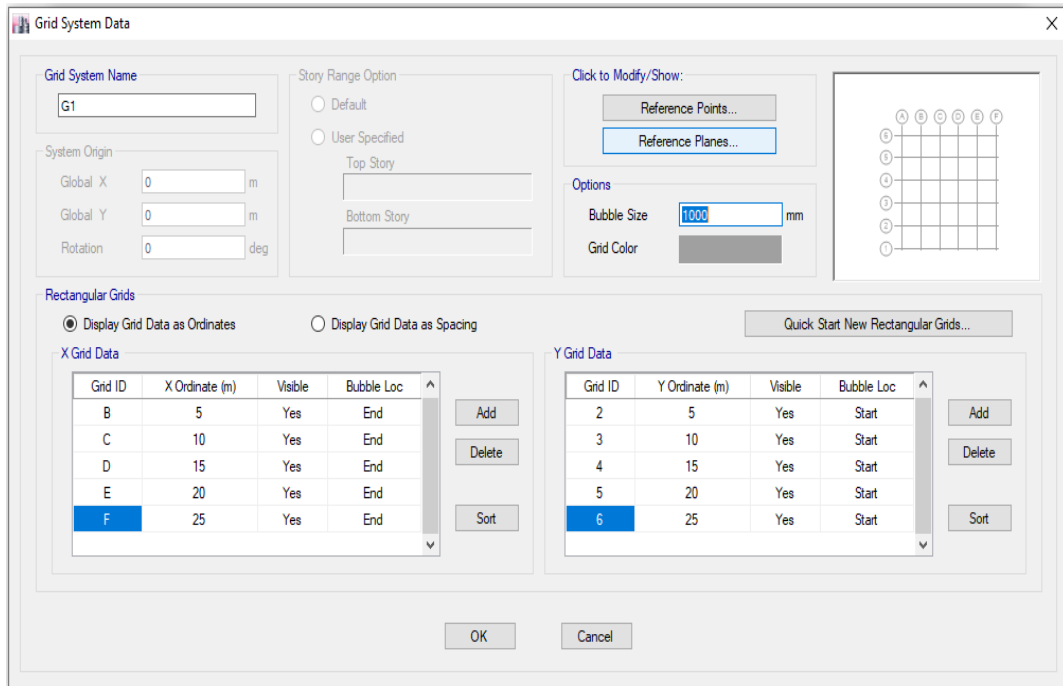 Grid System Data
Grid System Name
G1
System Origin
Global X 0 m
Global Y 0 m
Rotation 0 deg
Story Range Option
Default
User Specified
Top Story
Bottom Story
Click to Modify/Show:
Reference Points...
Reference Planes...
Options
Bubble Size 1000 mm
Grid Color
A B C D E F
6
5
4
3
2
1
Rectangular Grids
Display Grid Data as Ordinates Display Grid Data as Spacing Quick Start New Rectangular Grids...
X Grid Data
Grid ID X Ordinate (m) Visible Bubble Loc
B 5 Yes End
C 10 Yes End
D 15 Yes End
E 20 Yes End
F 25 Yes End
Add
Delete
Sort
Y Grid Data
Grid ID Y Ordinate (m) Visible Bubble Loc
2 5 Yes Start
3 10 Yes Start
4 15 Yes Start
5 20 Yes Start
6 25 Yes Start
Add
Delete
Sort
OK Cancel